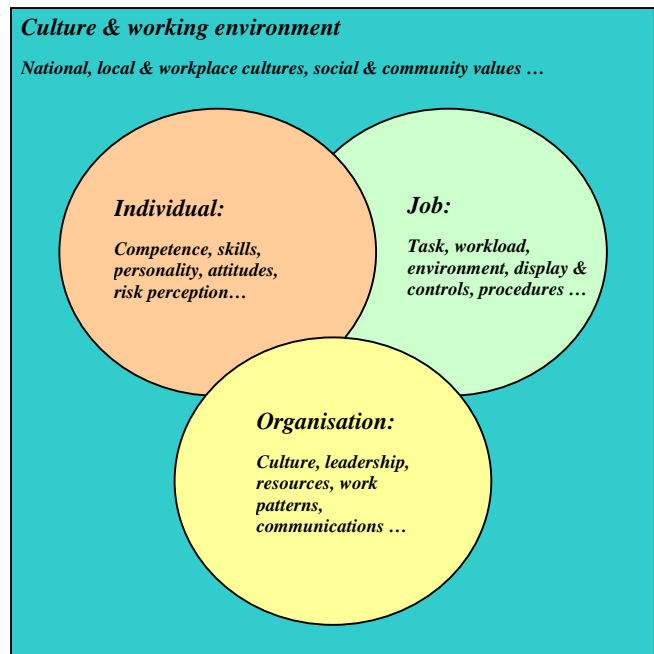 Culture & working environment
National, local & workplace cultures, social & community values …
Individual:
Competence, skills,
personality, attitudes,
risk perception…
Job:
Task, workload,
environment, display &
controls, procedures …
Organisation:
Culture, leadership,
resources, work
patterns,
communications …